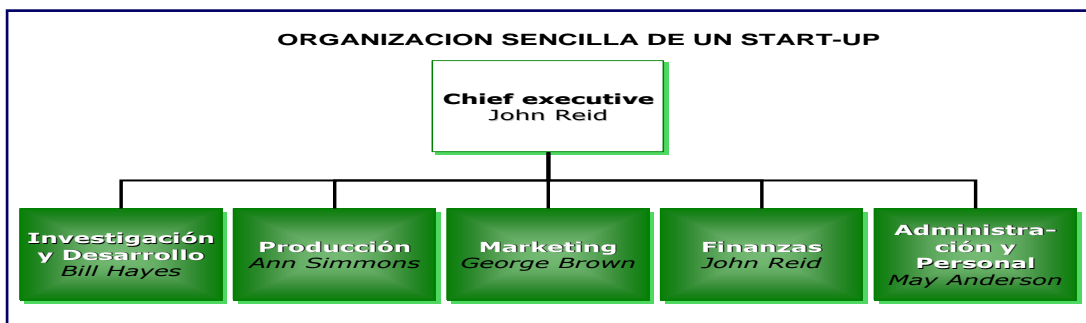 ORGANIZACION SENCILLA DE UN START-UP
Chief executive
John Reid
Investigación
y Desarrollo
Bill Hayes
Producción
Ann Simmons
Marketing
George Brown
Finanzas
John Reid
Administra-
ción y
Personal
May Anderson